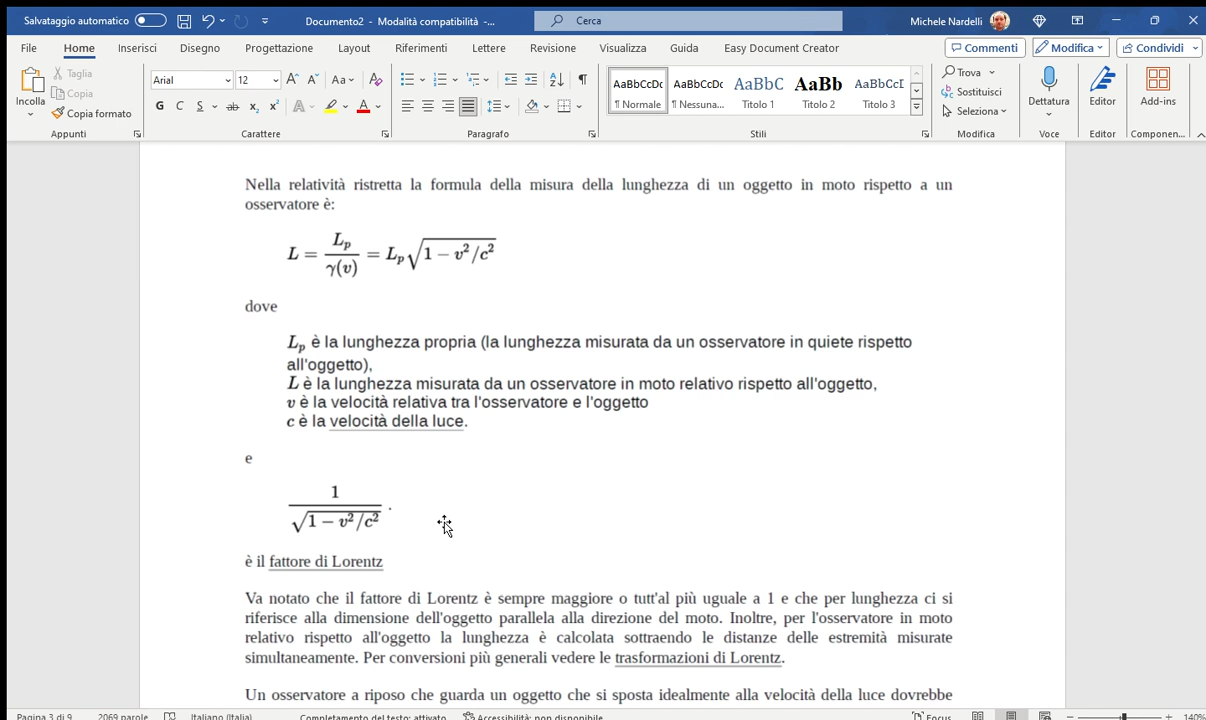 Salvataggio automatico
Documento2 - Modalità compatibilità -...
Cerca
Michele Nardelli
File Home Inserisci Disegno Progettazione Layout Riferimenti Lettere Revisione Visualizza Guida Easy Document Creator
Commenti Modifica Condividi
Incolla
Taglia
Copia
Copia formato
Appunti
Arial 12
G C S ab x₂ x² A A
Carattere
Paragrafo
AaBbCcDc AaBbCcDc AaBbC AaBb AaBbCcD
¶ Normale ¶ Nessuna... Titolo 1 Titolo 2 Titolo 3
Stili
Trova
Sostituisci
Seleziona
Modifica
Dettatura
Voce
Editor
Editor
Add-ins
Componen...
Nella relatività ristretta la formula della misura della lunghezza di un oggetto in moto rispetto a un
osservatore è:
L = L_p / γ(v) = L_p √(1 − v²/c²)
dove
L_p è la lunghezza propria (la lunghezza misurata da un osservatore in quiete rispetto
all'oggetto),
L è la lunghezza misurata da un osservatore in moto relativo rispetto all'oggetto,
v è la velocità relativa tra l'osservatore e l'oggetto
c è la velocità della luce.
e
1 / √(1 − v²/c²) .
è il fattore di Lorentz
Va notato che il fattore di Lorentz è sempre maggiore o tutt'al più uguale a 1 e che per lunghezza ci si
riferisce alla dimensione dell'oggetto parallela alla direzione del moto. Inoltre, per l'osservatore in moto
relativo rispetto all'oggetto la lunghezza è calcolata sottraendo le distanze delle estremità misurate
simultaneamente. Per conversioni più generali vedere le trasformazioni di Lorentz.
Un osservatore a riposo che guarda un oggetto che si sposta idealmente alla velocità della luce dovrebbe
Pagina 3 di 9 2069 parole Italiano (Italia) Completamento del testo: attivato Accessibilità: non disponibile Focus 140%